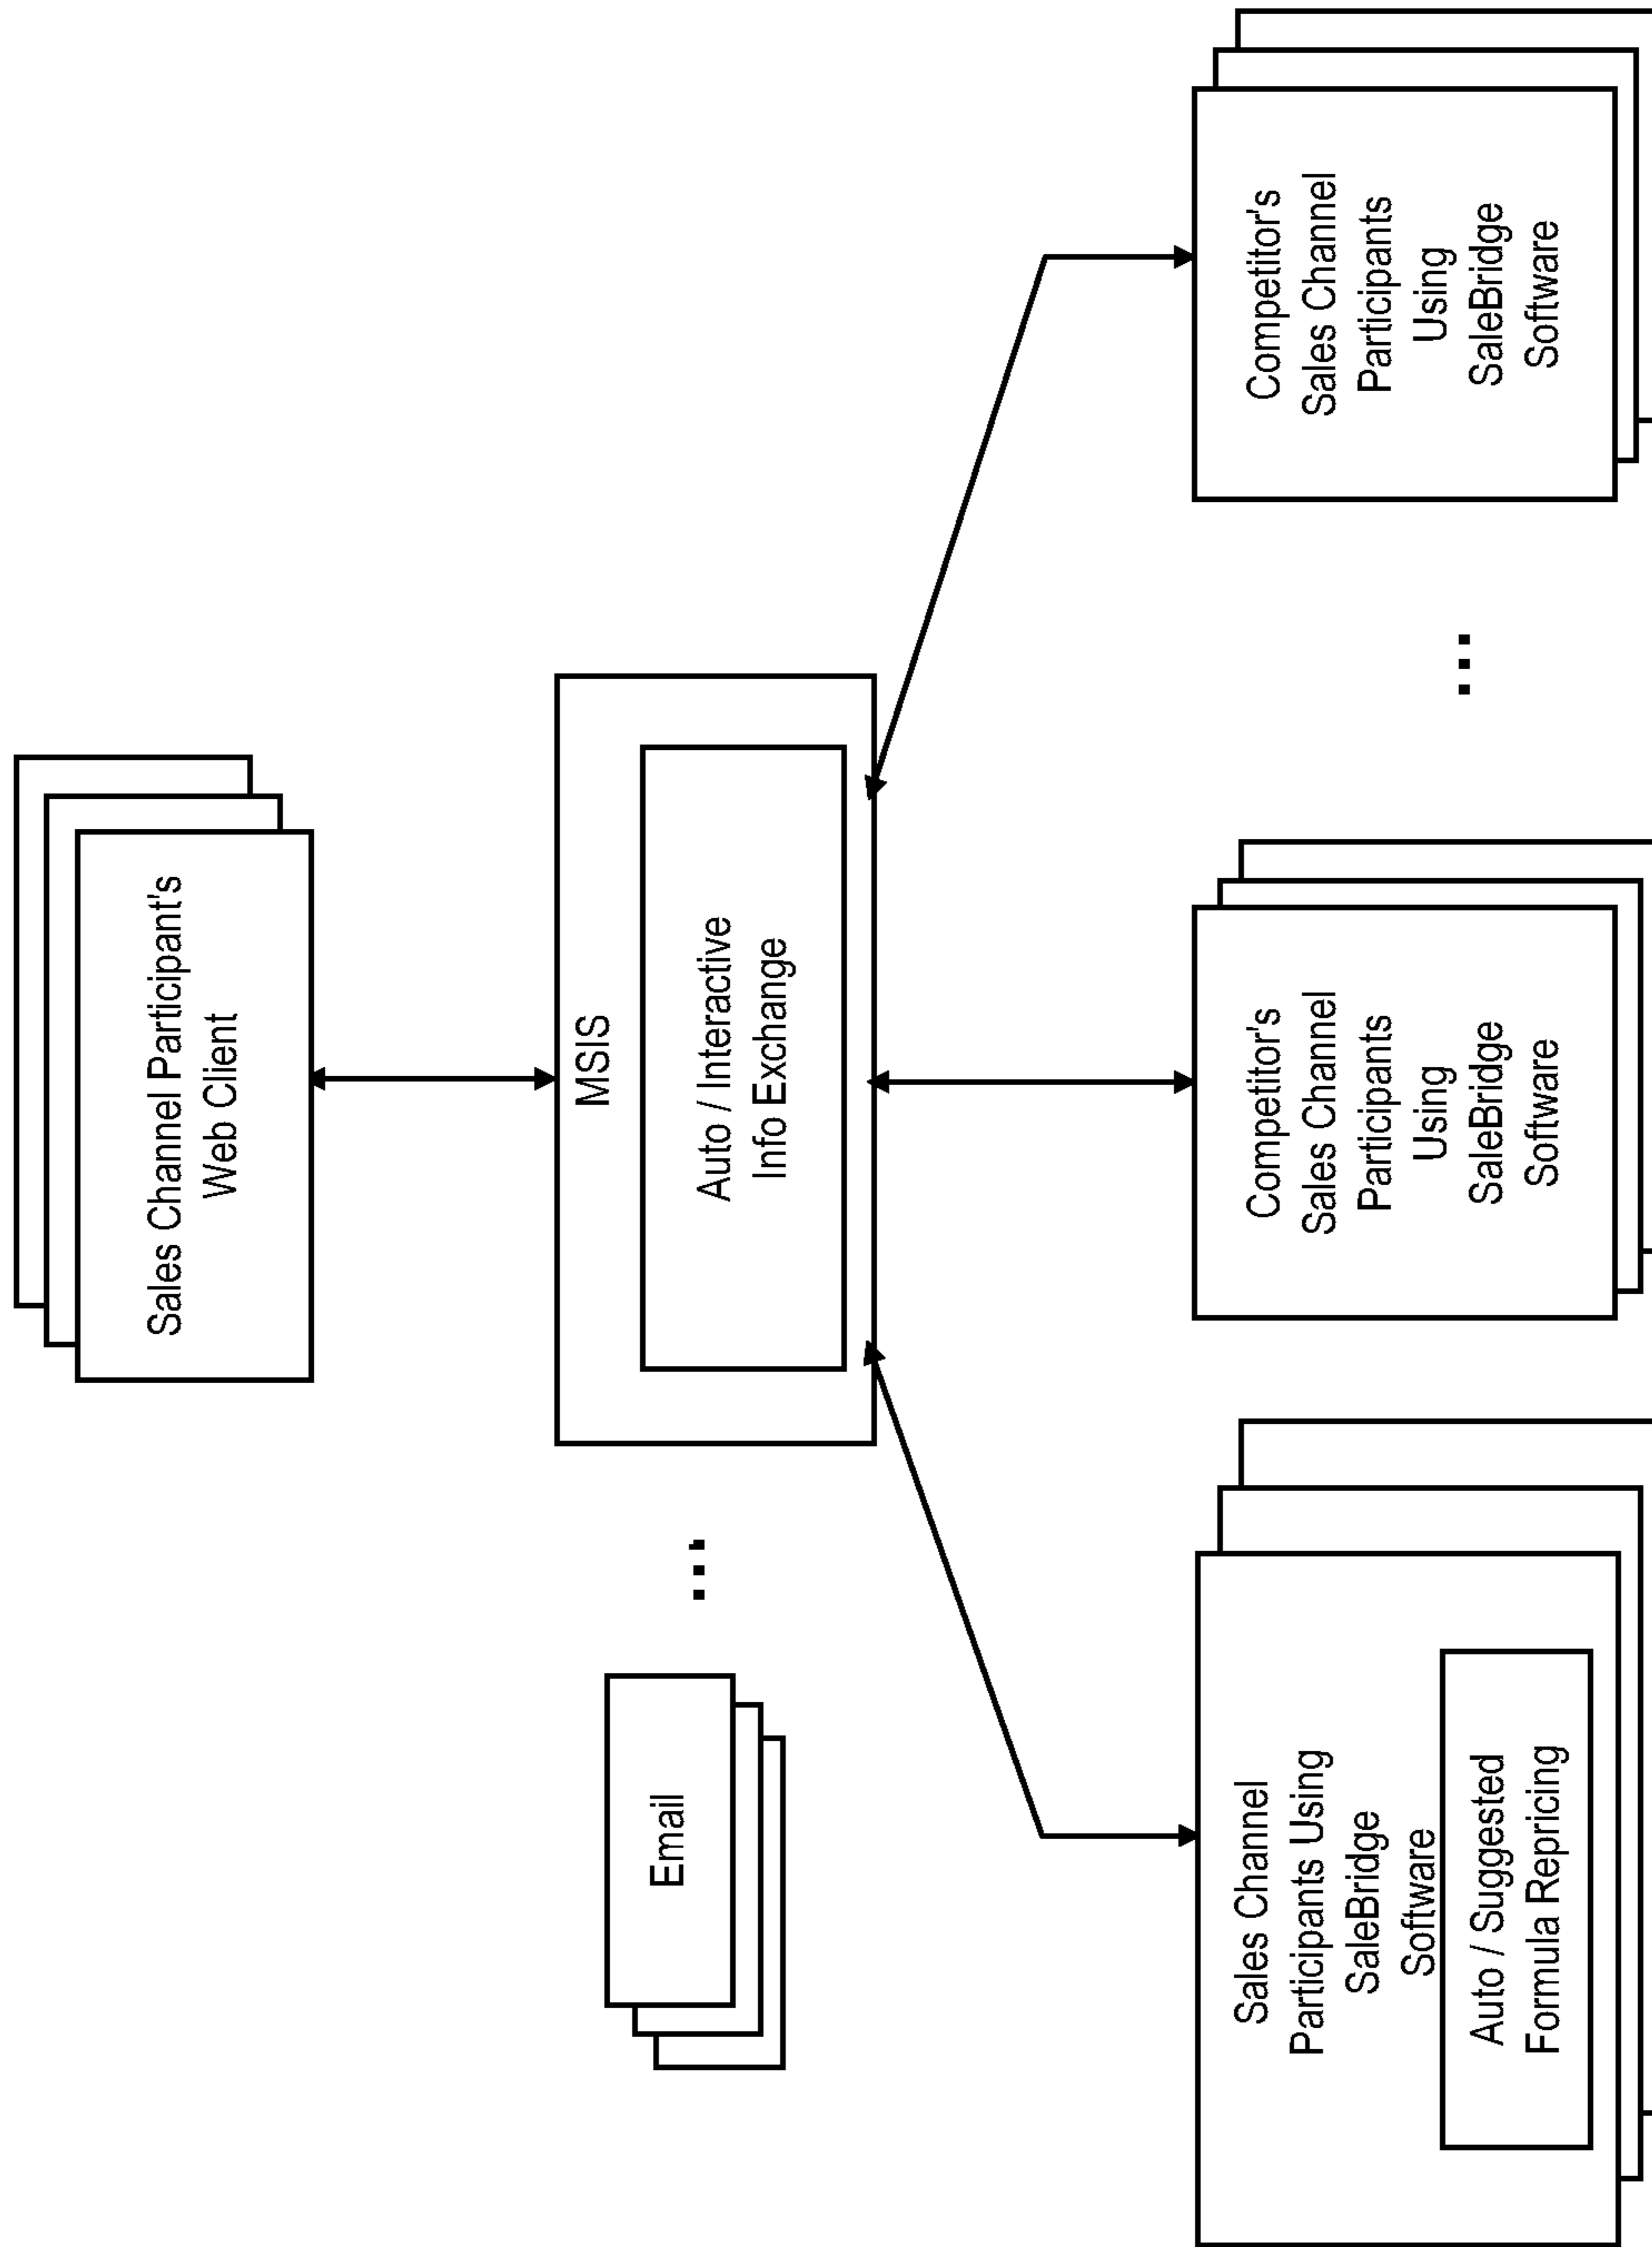 Sales Channel Participant's
Web Client
Email
...
MSIS
Auto / Interactive
Info Exchange
Sales Channel
Participants Using
SaleBridge
Software
Auto / Suggested
Formula Repricing
Competitor's
Sales Channel
Participants
Using
SaleBridge
Software
...
Competitor's
Sales Channel
Participants
Using
SaleBridge
Software